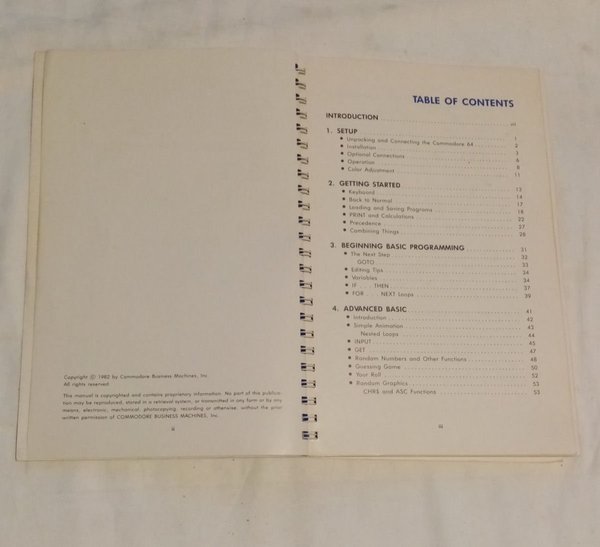 Copyright © 1982 by Commodore Business Machines, Inc.
All rights reserved.
This manual is copyrighted and contains proprietary information. No part of this publica-
tion may be reproduced, stored in a retrieval system, or transmitted in any form or by any
means, electronic, mechanical, photocopying, recording or otherwise, without the prior
written permission of COMMODORE BUSINESS MACHINES, Inc.
ii
TABLE OF CONTENTS
INTRODUCTION vii
1. SETUP 1
• Unpacking and Connecting the Commodore 64 2
• Installation 3
• Optional Connections 6
• Operation 8
• Color Adjustment 11
2. GETTING STARTED 13
• Keyboard 14
• Back to Normal 17
• Loading and Saving Programs 18
• PRINT and Calculations 22
• Precedence 27
• Combining Things 28
3. BEGINNING BASIC PROGRAMMING 31
• The Next Step 32
GOTO 33
• Editing Tips 34
• Variables 34
• IF . . . THEN 37
• FOR . . . NEXT Loops 39
4. ADVANCED BASIC 41
• Introduction 42
• Simple Animation 43
Nested Loops 44
• INPUT 45
• GET 47
• Random Numbers and Other Functions 48
• Guessing Game 50
• Your Roll 52
• Random Graphics 53
CHR$ and ASC Functions 53
iii